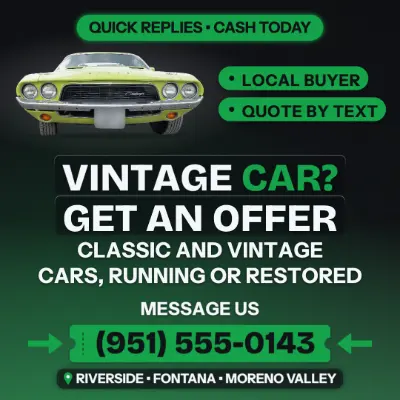 QUICK REPLIES • CASH TODAY
• LOCAL BUYER
• QUOTE BY TEXT
VINTAGE CAR?
GET AN OFFER
CLASSIC AND VINTAGE
CARS, RUNNING OR RESTORED
MESSAGE US
(951) 555-0143
RIVERSIDE • FONTANA • MORENO VALLEY